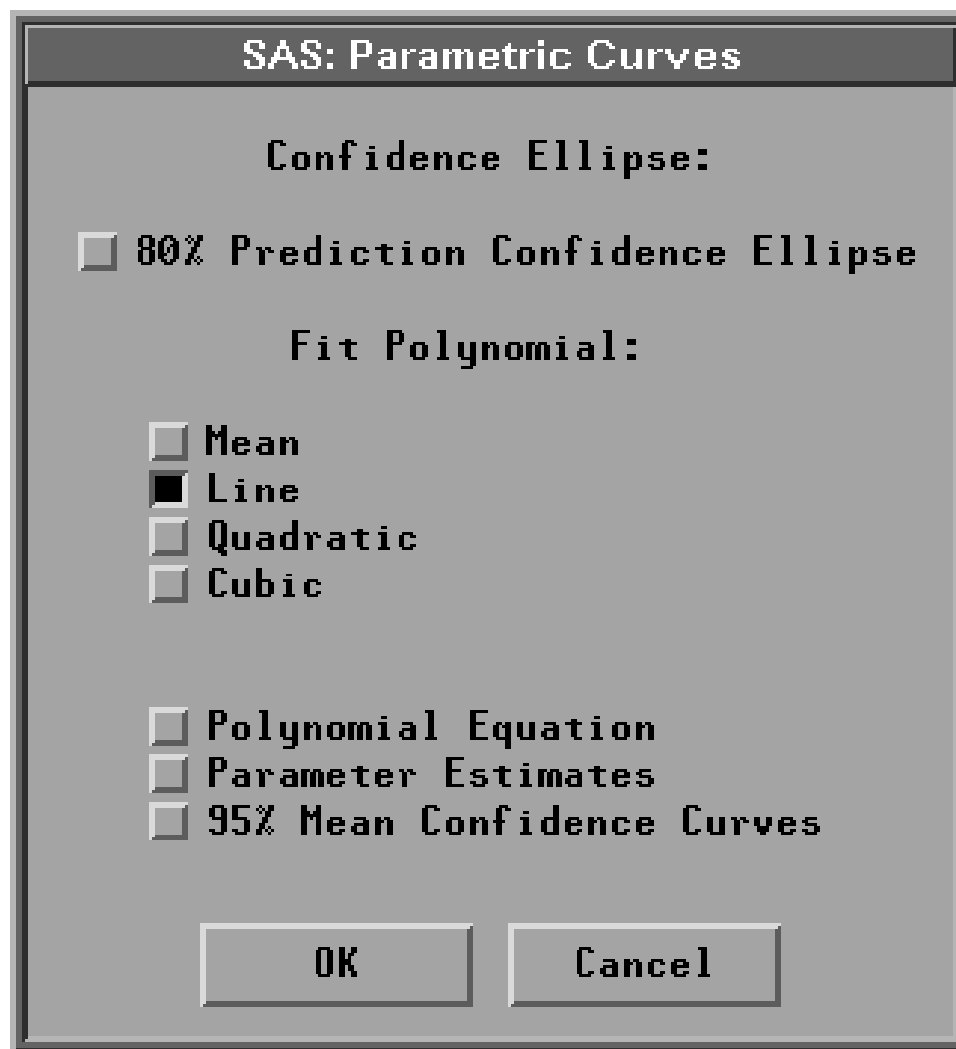 SAS: Parametric Curves
Confidence Ellipse:
80% Prediction Confidence Ellipse
Fit Polynomial:
Mean
Line
Quadratic
Cubic
Polynomial Equation
Parameter Estimates
95% Mean Confidence Curves
OK Cancel